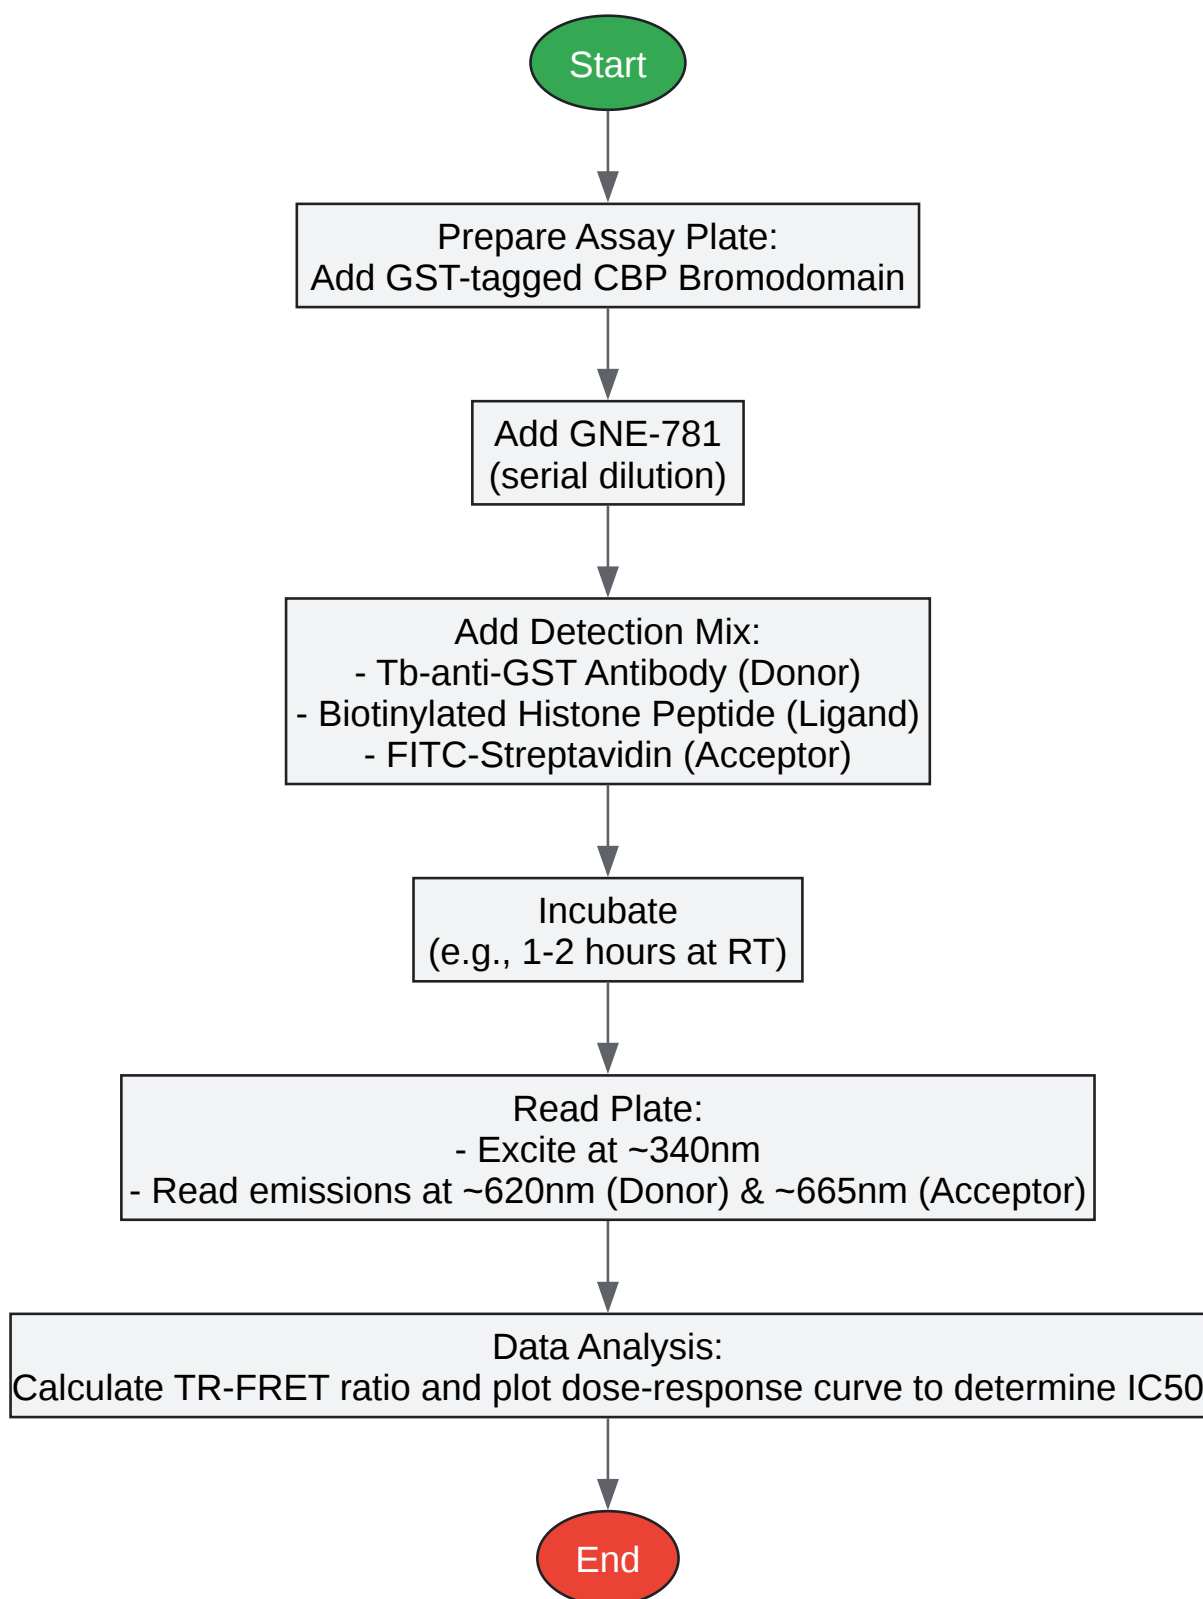 Start
Prepare Assay Plate:
Add GST-tagged CBP Bromodomain
Add GNE-781
(serial dilution)
Add Detection Mix:
- Tb-anti-GST Antibody (Donor)
- Biotinylated Histone Peptide (Ligand)
- FITC-Streptavidin (Acceptor)
Incubate
(e.g., 1-2 hours at RT)
Read Plate:
- Excite at ~340nm
- Read emissions at ~620nm (Donor) & ~665nm (Acceptor)
Data Analysis:
Calculate TR-FRET ratio and plot dose-response curve to determine IC50
End